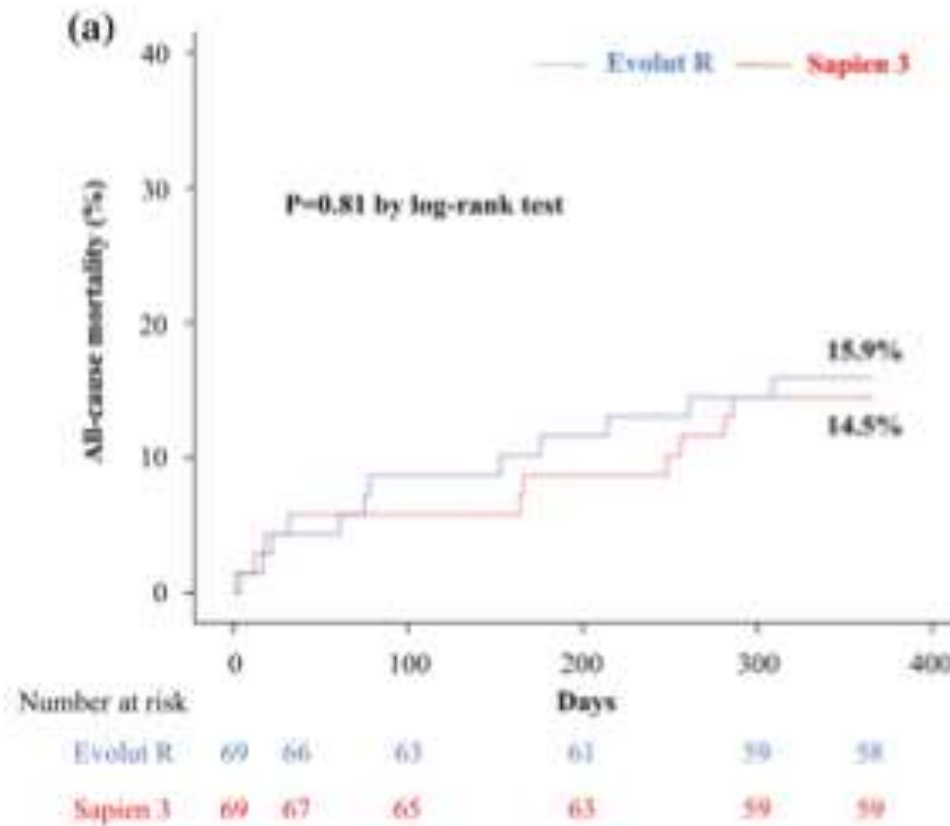 (a)
40
Evolut R
Sapien 3
All-cause mortality (%)
30
P=0.81 by log-rank test
20
15.9%
14.5%
10
0
0 100 200 300 400
Number at risk
Days
Evolut R 69 66 63 61 59 58
Sapien 3 69 67 65 63 59 59